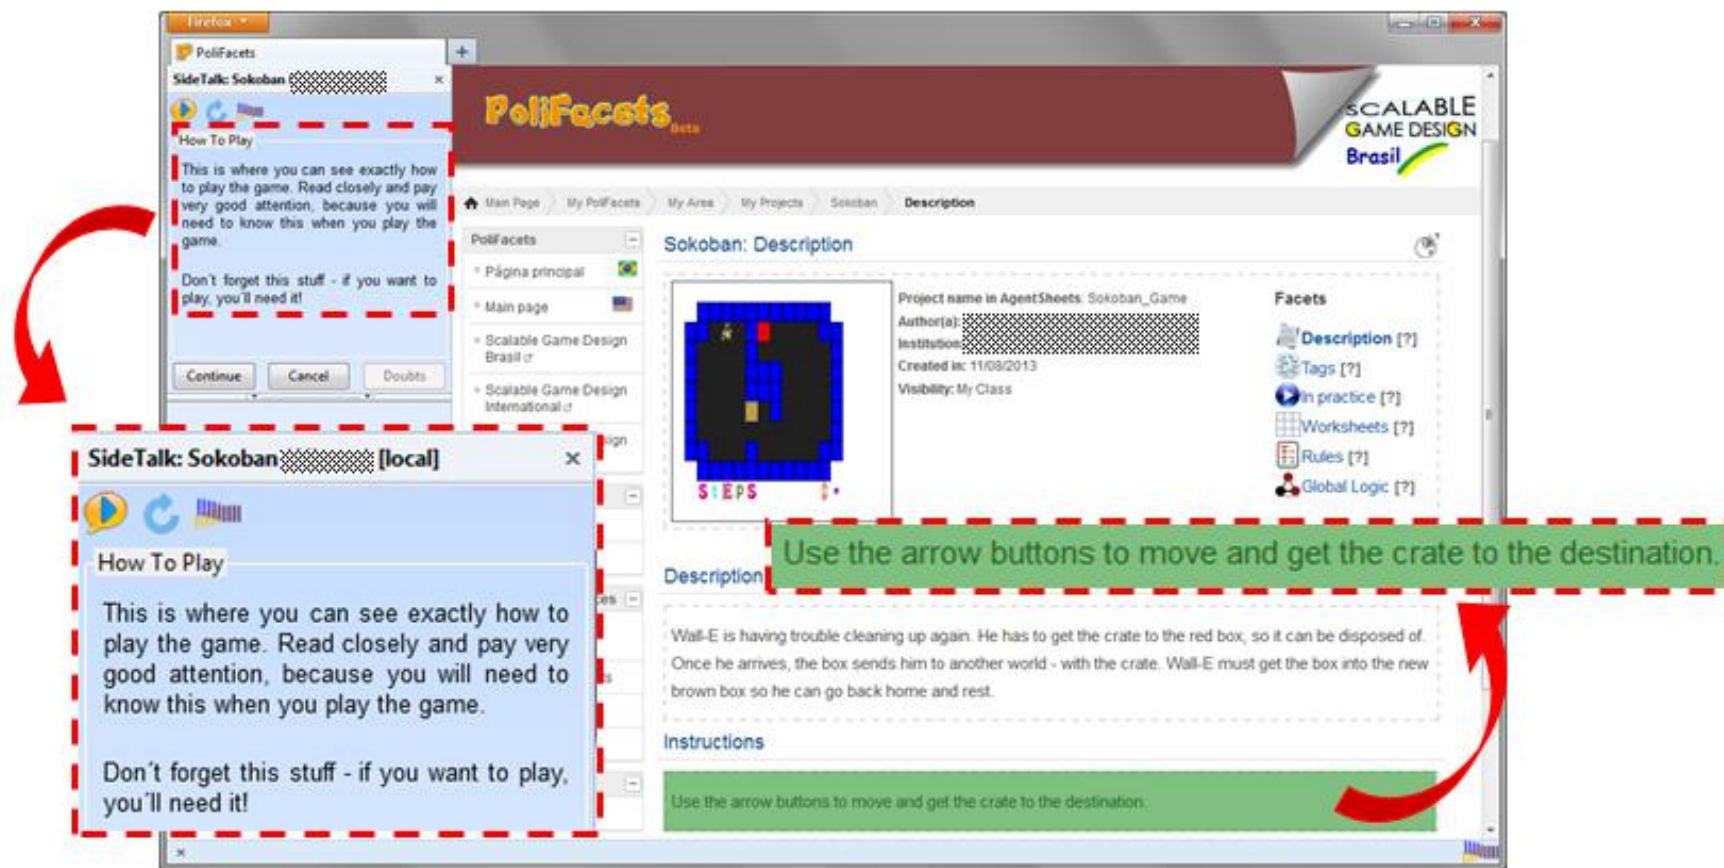 Firefox
PoliFacets
+
SideTalk: Sokoban
×
How To Play
This is where you can see exactly how
to play the game. Read closely and pay
very good attention, because you will
need to know this when you play the
game.
Don´t forget this stuff - if you want to
play, you´ll need it!
Continue
Cancel
Doubts
PoliFacets
Beta
SCALABLE
GAME DESIGN
Brasil
Main Page
My PoliFacets
My Area
My Projects
Sokoban
Description
PoliFacets
Página principal
Main page
Scalable Game Design
Brasil
Scalable Game Design
International
Sokoban: Description
STEPS
Project name in AgentSheets: Sokoban_Game
Author(a):
Institution:
Created in: 11/08/2013
Visibility: My Class
Facets
Description [?]
Tags [?]
In practice [?]
Worksheets [?]
Rules [?]
Global Logic [?]
SideTalk: Sokoban [local]
×
How To Play
This is where you can see exactly how to
play the game. Read closely and pay very
good attention, because you will need to
know this when you play the game.
Don´t forget this stuff - if you want to play,
you´ll need it!
Use the arrow buttons to move and get the crate to the destination.
Description
Wall-E is having trouble cleaning up again. He has to get the crate to the red box, so it can be disposed of.
Once he arrives, the box sends him to another world - with the crate. Wall-E must get the box into the new
brown box so he can go back home and rest.
Instructions
Use the arrow buttons to move and get the crate to the destination.
×